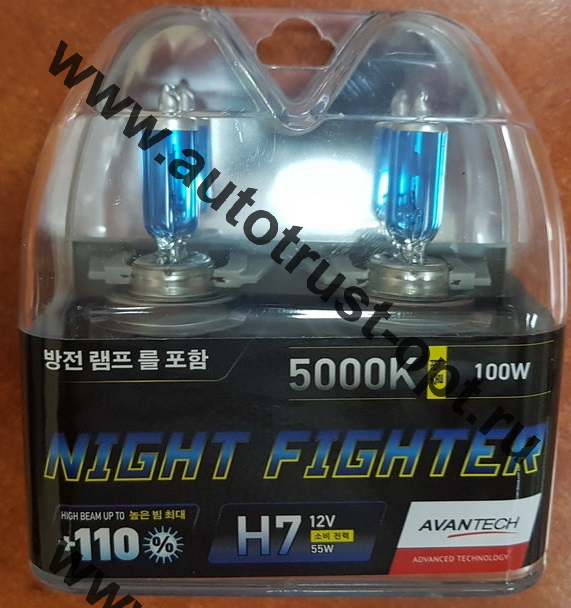 www.autotrust-opt.ru
방전 램프 를 포함
5000K
100W
NIGHT FIGHTER
HIGH BEAM UP TO 높은 빔 최대
+110 %
H7
12V
소비 전력
55W
AVANTECH
ADVANCED TECHNOLOGY
www